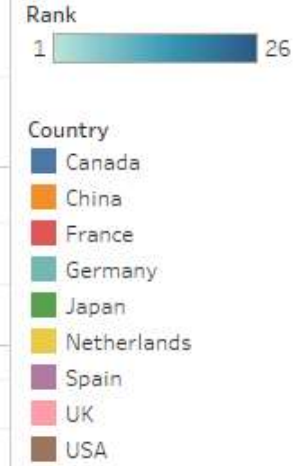 Rank
1 26
Country
Canada
China
France
Germany
Japan
Netherlands
Spain
UK
USA